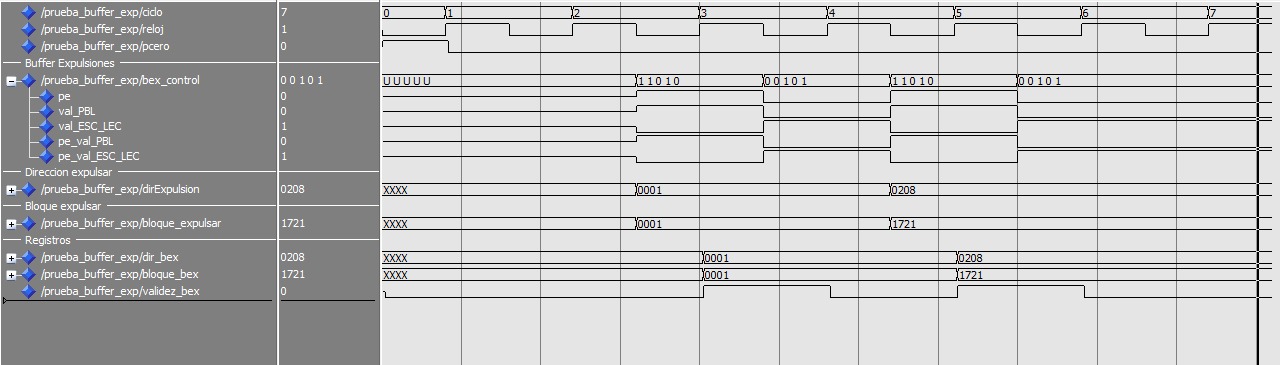 /prueba_buffer_exp/ciclo 7 0 1 2 3 4 5 6 7
/prueba_buffer_exp/reloj 1
/prueba_buffer_exp/pcero 0
Buffer Expulsiones
/prueba_buffer_exp/bex_control 0 0 1 0 1 U U U U U 1 1 0 1 0 0 0 1 0 1 1 1 0 1 0 0 0 1 0 1
pe 0
val_PBL 0
val_ESC_LEC 1
pe_val_PBL 0
pe_val_ESC_LEC 1
Direccion expulsar
/prueba_buffer_exp/dirExpulsion 0208 XXXX 0001 0208
Bloque expulsar
/prueba_buffer_exp/bloque_expulsar 1721 XXXX 0001 1721
Registros
/prueba_buffer_exp/dir_bex 0208 XXXX 0001 0208
/prueba_buffer_exp/bloque_bex 1721 XXXX 0001 1721
/prueba_buffer_exp/validez_bex 0